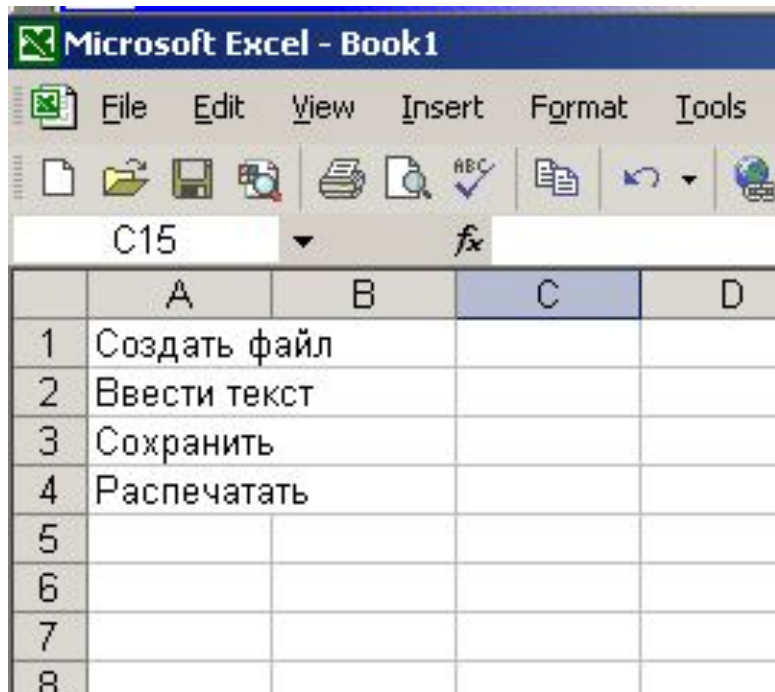 Microsoft Excel - Book1
File Edit View Insert Format Tools
ABC
C15 fx
A B C D
1 Создать файл
2 Ввести текст
3 Сохранить
4 Распечатать
5
6
7
8